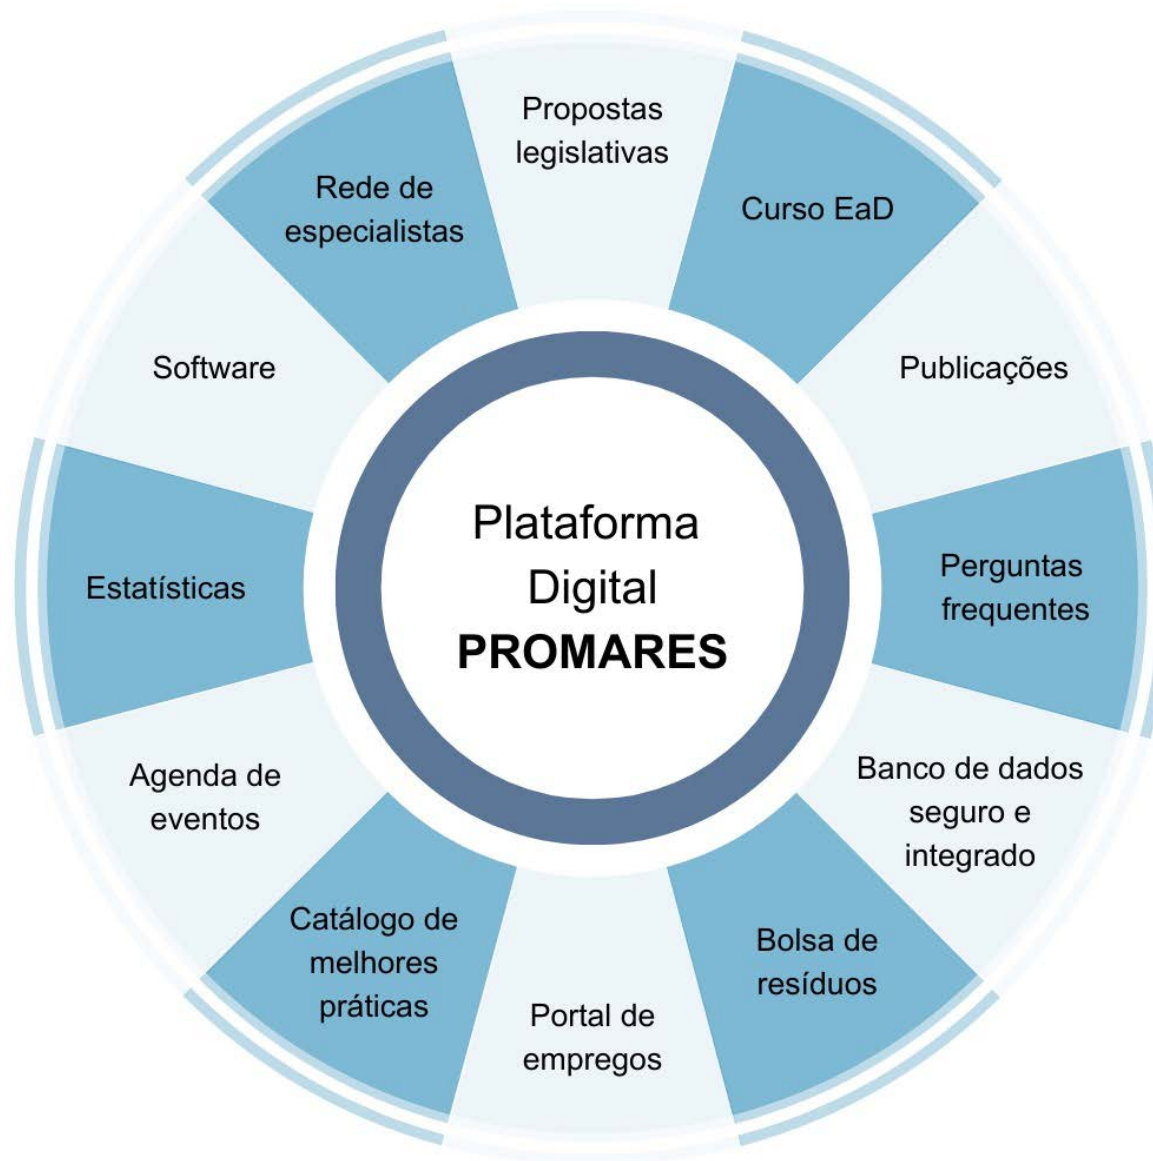 Propostas
legislativas
Curso EaD
Publicações
Perguntas
frequentes
Banco de dados
seguro e
integrado
Bolsa de
resíduos
Portal de
empregos
Catálogo de
melhores
práticas
Agenda de
eventos
Estatísticas
Software
Rede de
especialistas
Plataforma
Digital
PROMARES